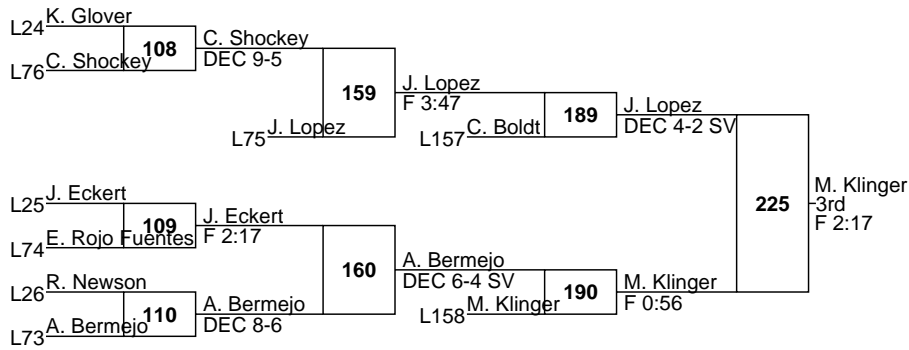 K. Glover
L24
108
C. Shockey
DEC 9-5
C. Shockey
L76
159
J. Lopez
F 3:47
J. Lopez
L75
189
J. Lopez
DEC 4-2 SV
C. Boldt
L157
J. Eckert
L25
109
J. Eckert
F 2:17
E. Rojo Fuentes
L74
225
M. Klinger
3rd
F 2:17
160
A. Bermejo
DEC 6-4 SV
R. Newson
L26
110
A. Bermejo
DEC 8-6
A. Bermejo
L73
190
M. Klinger
F 0:56
M. Klinger
L158